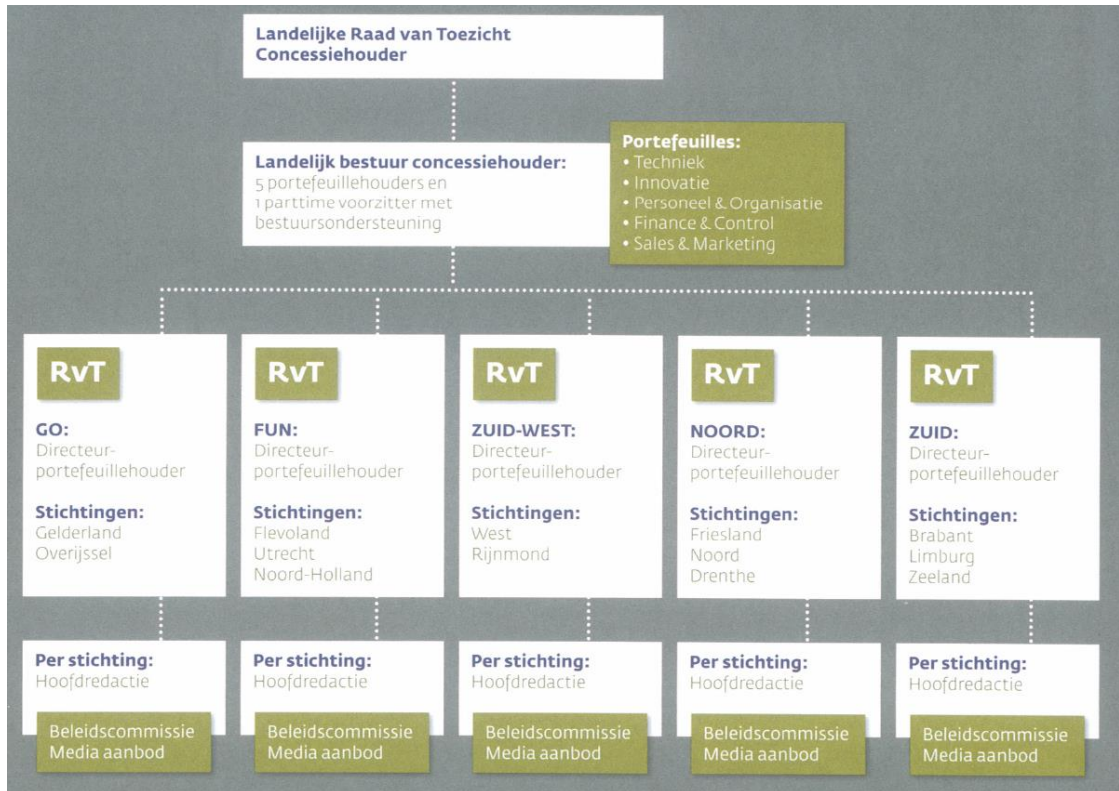 Landelijke Raad van Toezicht
Concessiehouder
Landelijk bestuur concessiehouder:
5 portefeuillehouders en
1 parttime voorzitter met
bestuursondersteuning
Portefeuilles:
• Techniek
• Innovatie
• Personeel & Organisatie
• Finance & Control
• Sales & Marketing
RvT
GO:
Directeur-
portefeuillehouder
Stichtingen:
Gelderland
Overijssel
RvT
FUN:
Directeur-
portefeuillehouder
Stichtingen:
Flevoland
Utrecht
Noord-Holland
RvT
ZUID-WEST:
Directeur-
portefeuillehouder
Stichtingen:
West
Rijnmond
RvT
NOORD:
Directeur-
portefeuillehouder
Stichtingen:
Friesland
Noord
Drenthe
RvT
ZUID:
Directeur-
portefeuillehouder
Stichtingen:
Brabant
Limburg
Zeeland
Per stichting:
Hoofdredactie
Beleidscommissie
Media aanbod
Per stichting:
Hoofdredactie
Beleidscommissie
Media aanbod
Per stichting:
Hoofdredactie
Beleidscommissie
Media aanbod
Per stichting:
Hoofdredactie
Beleidscommissie
Media aanbod
Per stichting:
Hoofdredactie
Beleidscommissie
Media aanbod